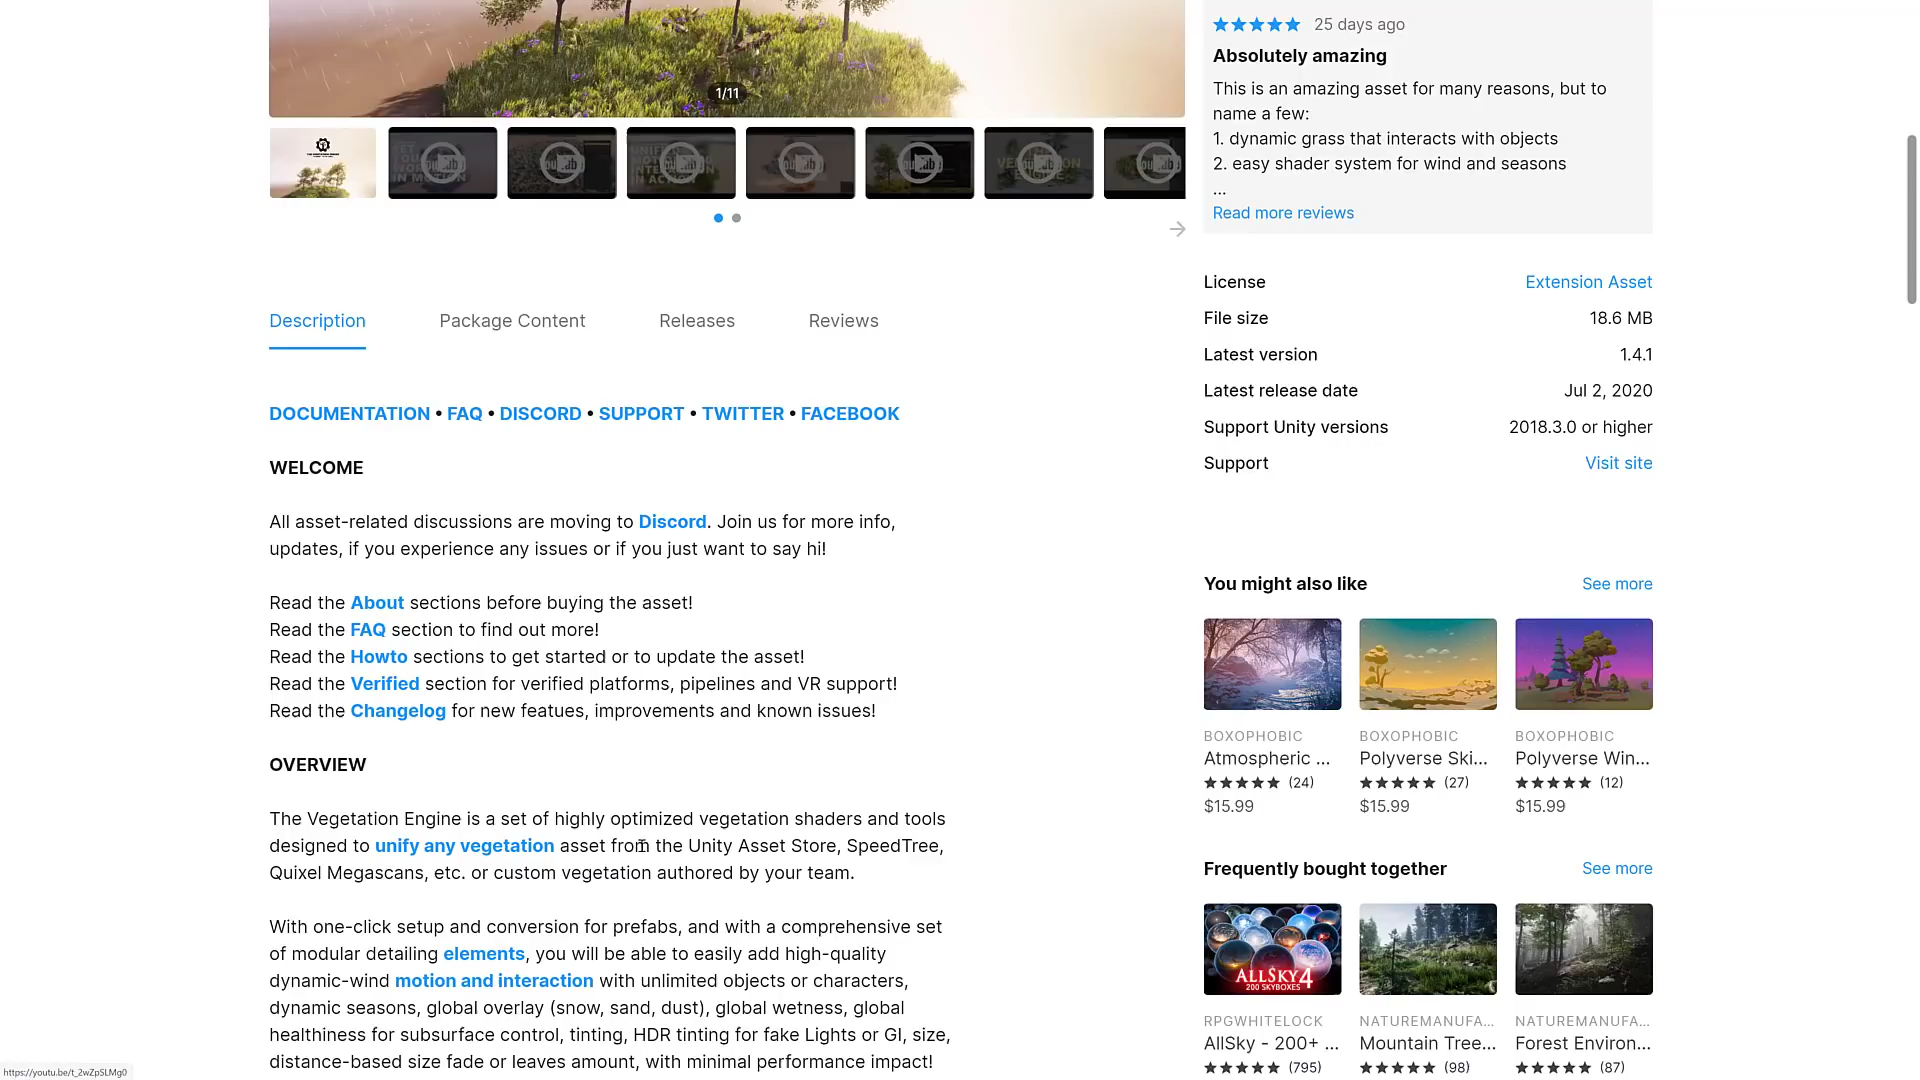 1/11
★★★★★ 25 days ago
Absolutely amazing
This is an amazing asset for many reasons, but to
name a few:
1. dynamic grass that interacts with objects
2. easy shader system for wind and seasons
...
Read more reviews
License Extension Asset
File size 18.6 MB
Latest version 1.4.1
Latest release date Jul 2, 2020
Support Unity versions 2018.3.0 or higher
Support Visit site
Description Package Content Releases Reviews
DOCUMENTATION • FAQ • DISCORD • SUPPORT • TWITTER • FACEBOOK
WELCOME
All asset-related discussions are moving to Discord. Join us for more info,
updates, if you experience any issues or if you just want to say hi!
Read the About sections before buying the asset!
Read the FAQ section to find out more!
Read the Howto sections to get started or to update the asset!
Read the Verified section for verified platforms, pipelines and VR support!
Read the Changelog for new featues, improvements and known issues!
OVERVIEW
The Vegetation Engine is a set of highly optimized vegetation shaders and tools
designed to unify any vegetation asset from the Unity Asset Store, SpeedTree,
Quixel Megascans, etc. or custom vegetation authored by your team.
With one-click setup and conversion for prefabs, and with a comprehensive set
of modular detailing elements, you will be able to easily add high-quality
dynamic-wind motion and interaction with unlimited objects or characters,
dynamic seasons, global overlay (snow, sand, dust), global wetness, global
healthiness for subsurface control, tinting, HDR tinting for fake Lights or GI, size,
distance-based size fade or leaves amount, with minimal performance impact!
You might also like See more
BOXOPHOBIC BOXOPHOBIC BOXOPHOBIC
Atmospheric ... Polyverse Ski... Polyverse Win...
★★★★★ (24) ★★★★★ (27) ★★★★★ (12)
$15.99 $15.99 $15.99
Frequently bought together See more
ALLSKY4
200 SKYBOXES
RPGWHITELOCK NATUREMANUFA... NATUREMANUFA...
AllSky - 200+ ... Mountain Tree... Forest Environ...
★★★★★ (795) ★★★★★ (98) ★★★★★ (87)
https://youtu.be/t_2wZpSLMg0